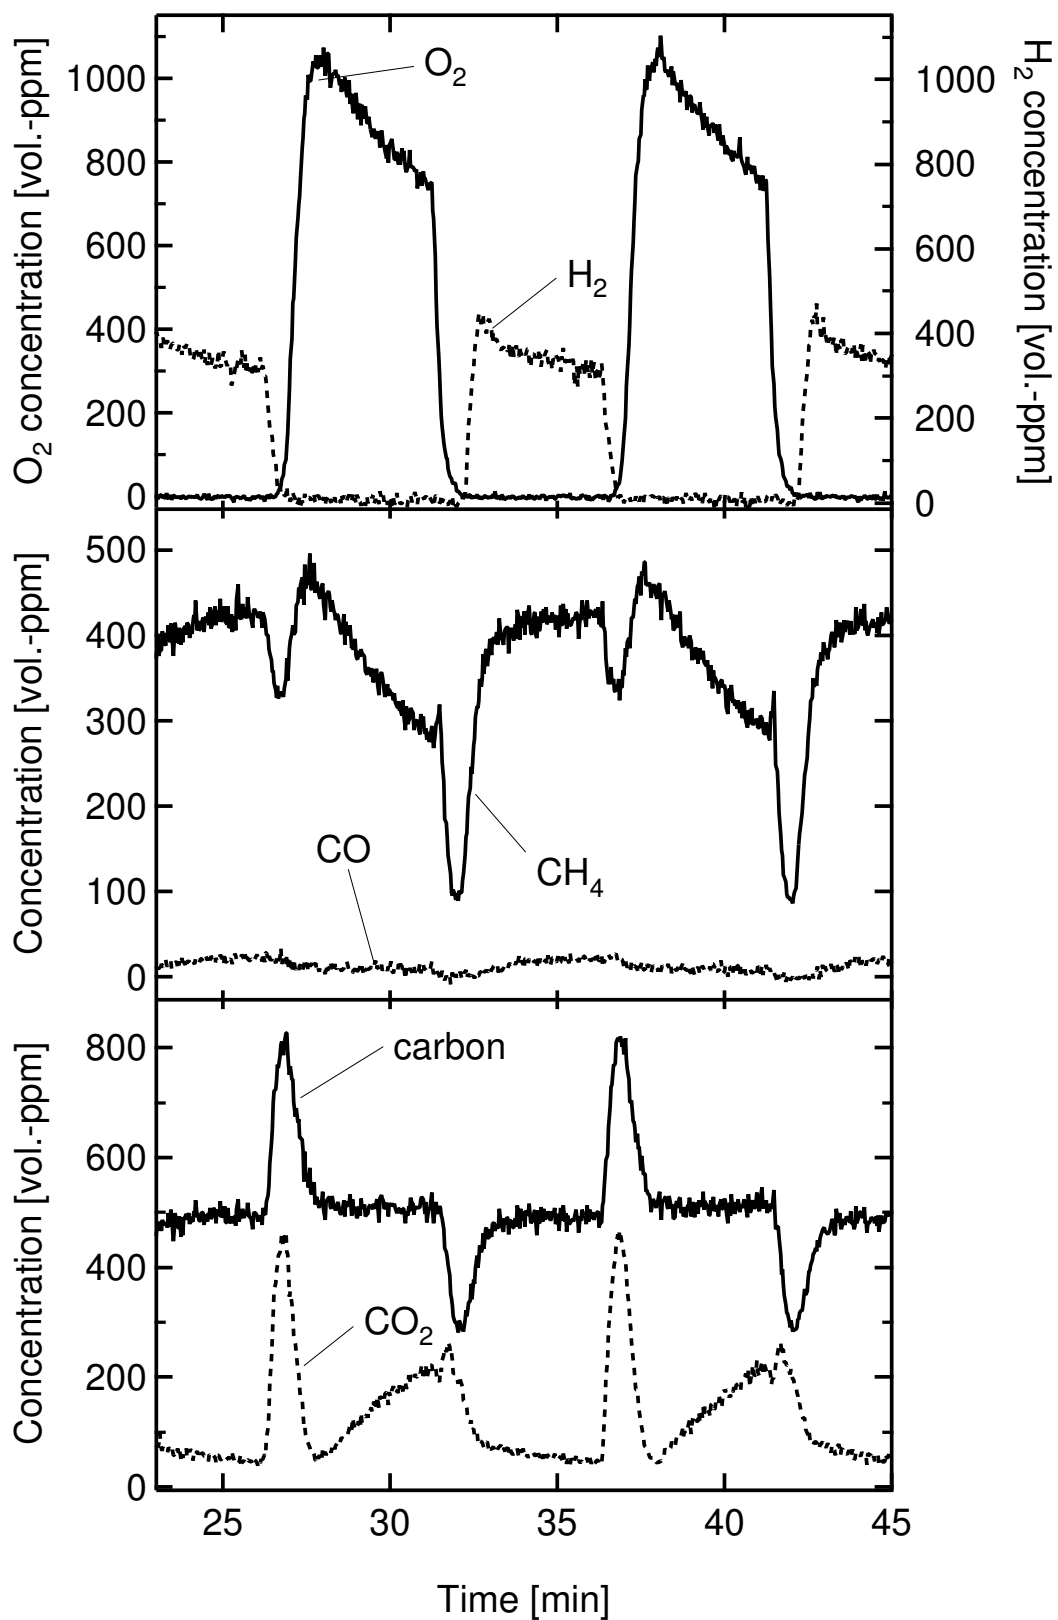 O2 concentration [vol.-ppm]
1000
800
600
400
200
0
O2
H2
1000
800
600
400
200
0
H2 concentration [vol.-ppm]
Concentration [vol.-ppm]
500
400
300
200
100
0
CO
CH4
Concentration [vol.-ppm]
800
600
400
200
0
carbon
CO2
25 30 35 40 45
Time [min]